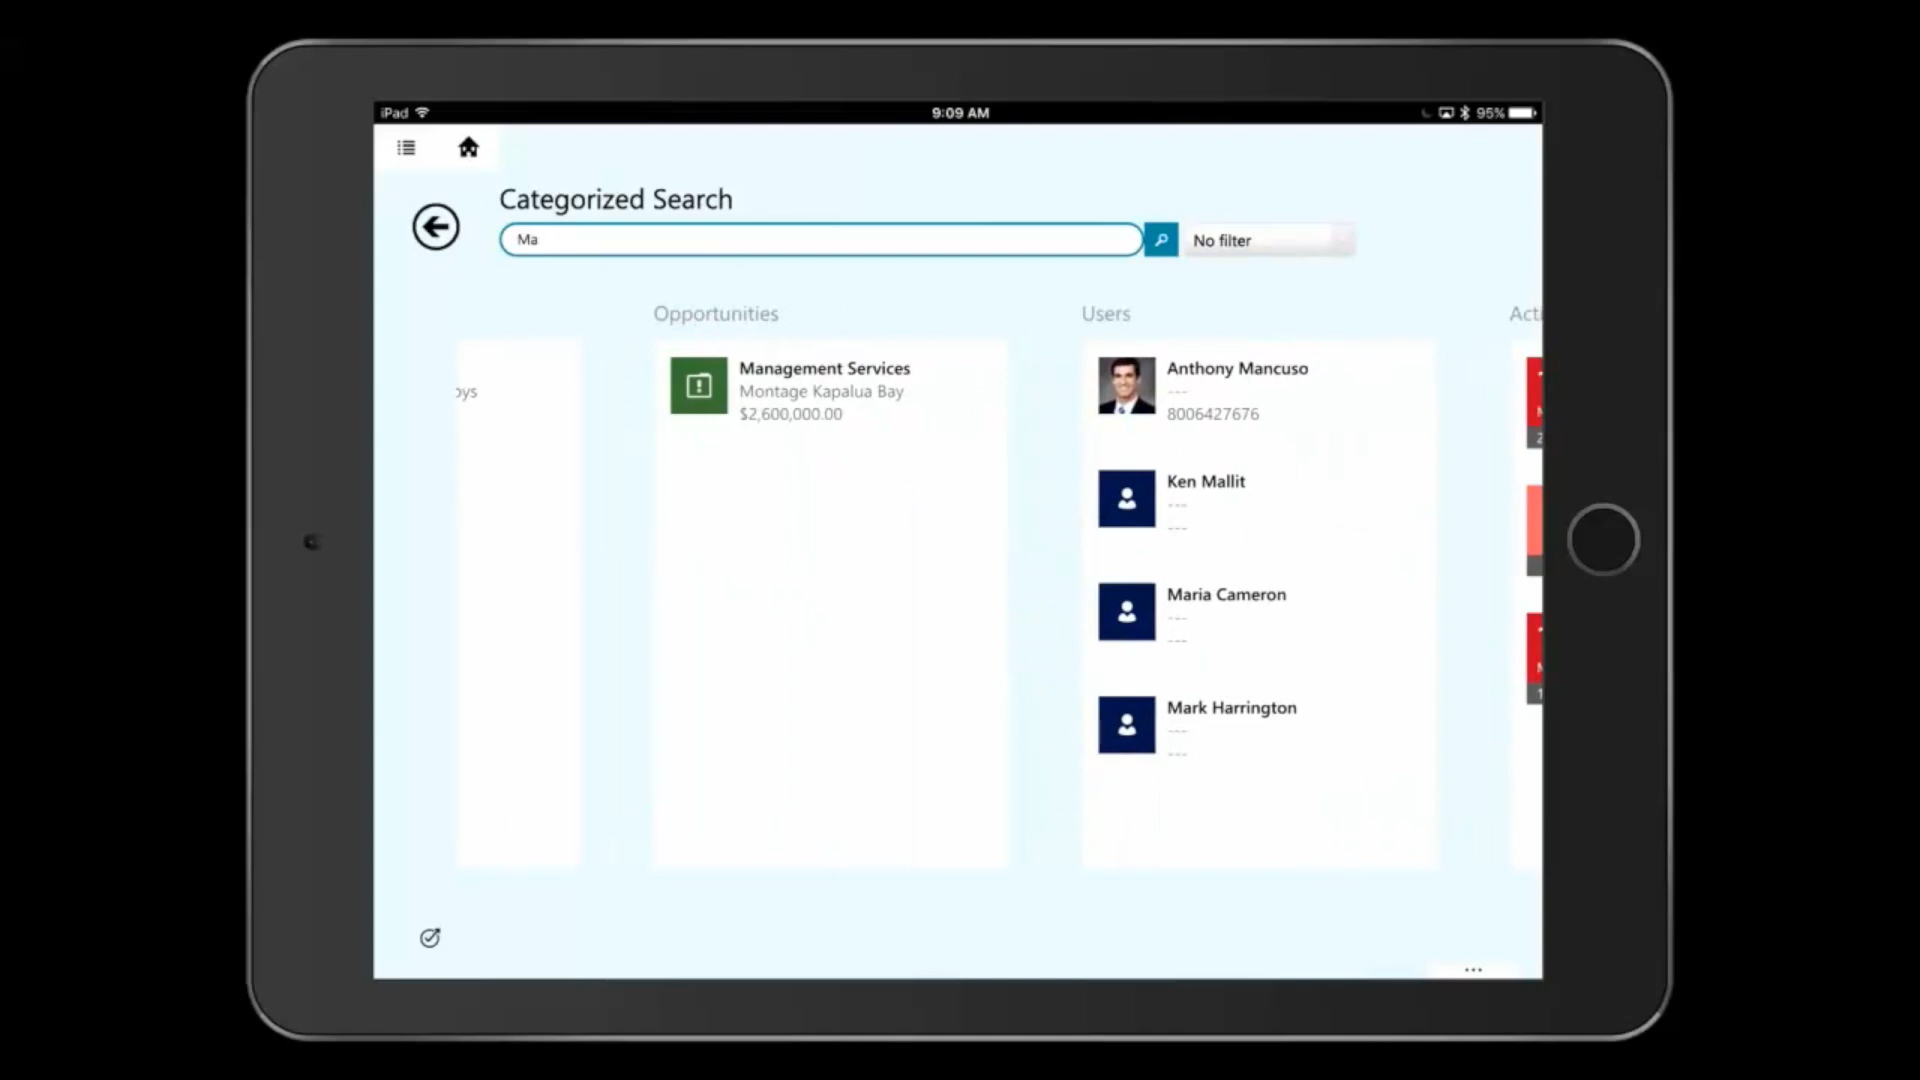 iPad
9:09 AM
95%
Categorized Search
Ma
No filter
Opportunities
Users
Management Services
Montage Kapalua Bay
$2,600,000.00
Anthony Mancuso
---
8006427676
Ken Mallit
---
---
Maria Cameron
---
---
Mark Harrington
---
---
...